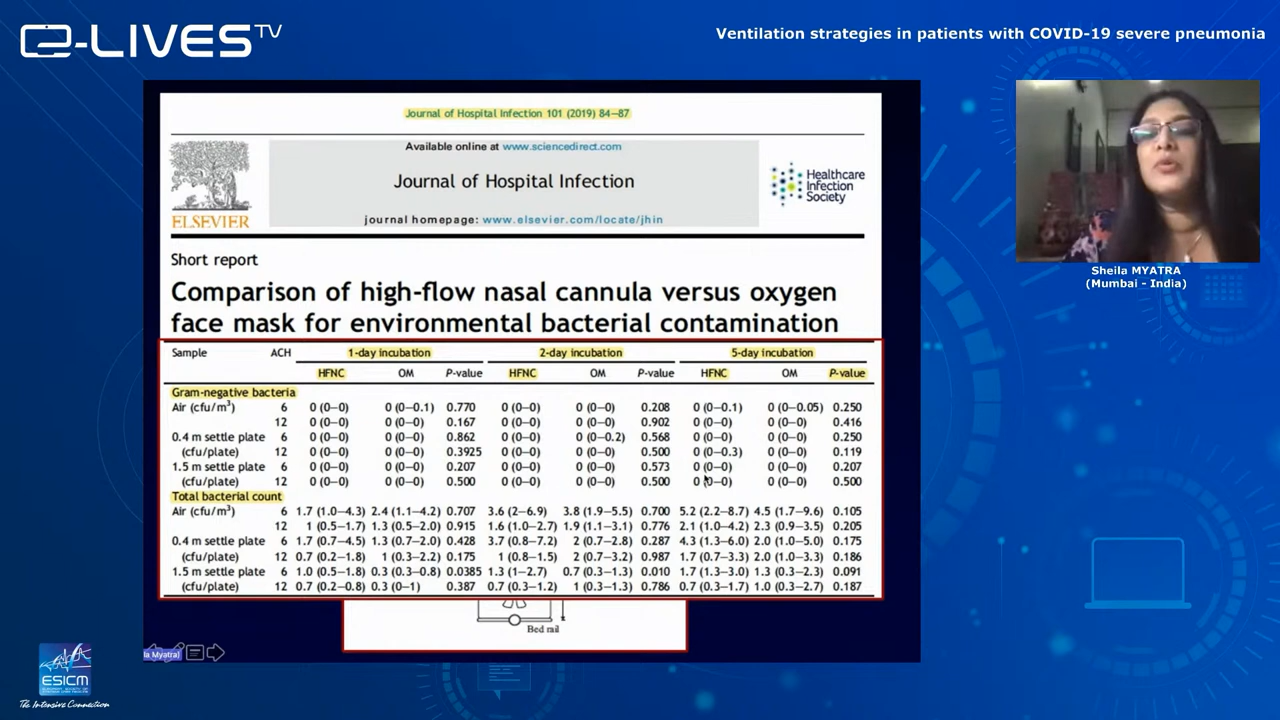 e-LIVES TV
Ventilation strategies in patients with COVID-19 severe pneumonia
Journal of Hospital Infection 101 (2019) 84–87
Available online at www.sciencedirect.com
Journal of Hospital Infection
journal homepage: www.elsevier.com/locate/jhin
ELSEVIER
Healthcare
Infection
Society
Short report
Comparison of high-flow nasal cannula versus oxygen
face mask for environmental bacterial contamination
Sample ACH 1-day incubation 2-day incubation 5-day incubation
HFNC OM P-value HFNC OM P-value HFNC OM P-value
Gram-negative bacteria
Air (cfu/m³) 6 0 (0–0) 0 (0–0.1) 0.770 0 (0–0) 0 (0–0) 0.208 0 (0–0.1) 0 (0–0.05) 0.250
12 0 (0–0) 0 (0–0) 0.167 0 (0–0) 0 (0–0) 0.902 0 (0–0) 0 (0–0) 0.416
0.4 m settle plate 6 0 (0–0) 0 (0–0) 0.862 0 (0–0) 0 (0–0.2) 0.568 0 (0–0) 0 (0–0) 0.250
(cfu/plate) 12 0 (0–0) 0 (0–0) 0.3925 0 (0–0) 0 (0–0) 0.500 0 (0–0.3) 0 (0–0) 0.119
1.5 m settle plate 6 0 (0–0) 0 (0–0) 0.207 0 (0–0) 0 (0–0) 0.573 0 (0–0) 0 (0–0) 0.207
(cfu/plate) 12 0 (0–0) 0 (0–0) 0.500 0 (0–0) 0 (0–0) 0.500 0 (0–0) 0 (0–0) 0.500
Total bacterial count
Air (cfu/m³) 6 1.7 (1.0–4.3) 2.4 (1.1–4.2) 0.707 3.6 (2–6.9) 3.8 (1.9–5.5) 0.700 5.2 (2.2–8.7) 4.5 (1.7–9.6) 0.105
12 1 (0.5–1.7) 1.3 (0.5–2.0) 0.915 1.6 (1.0–2.7) 1.9 (1.1–3.1) 0.776 2.1 (1.0–4.2) 2.3 (0.9–3.5) 0.205
0.4 m settle plate 6 1.7 (0.7–4.5) 1.3 (0.7–2.0) 0.428 3.7 (0.8–7.2) 2 (0.7–2.8) 0.287 4.3 (1.3–6.0) 2.0 (1.0–5.0) 0.175
(cfu/plate) 12 0.7 (0.2–1.8) 1 (0.3–2.2) 0.175 1 (0.8–1.5) 2 (0.7–3.2) 0.987 1.7 (0.7–3.3) 2.0 (1.0–3.3) 0.186
1.5 m settle plate 6 1.0 (0.5–1.8) 0.3 (0.3–0.8) 0.0385 1.3 (1–2.7) 0.7 (0.3–1.3) 0.010 1.7 (1.3–3.0) 1.3 (0.3–2.3) 0.091
(cfu/plate) 12 0.7 (0.2–0.8) 0.3 (0–1) 0.387 0.7 (0.3–1.2) 1 (0.3–1.3) 0.786 0.7 (0.3–1.7) 1.0 (0.3–2.7) 0.187
Bed rail
Sheila MYATRA
(Mumbai - India)
la Myatra)
ESICM
The Intensive Connection